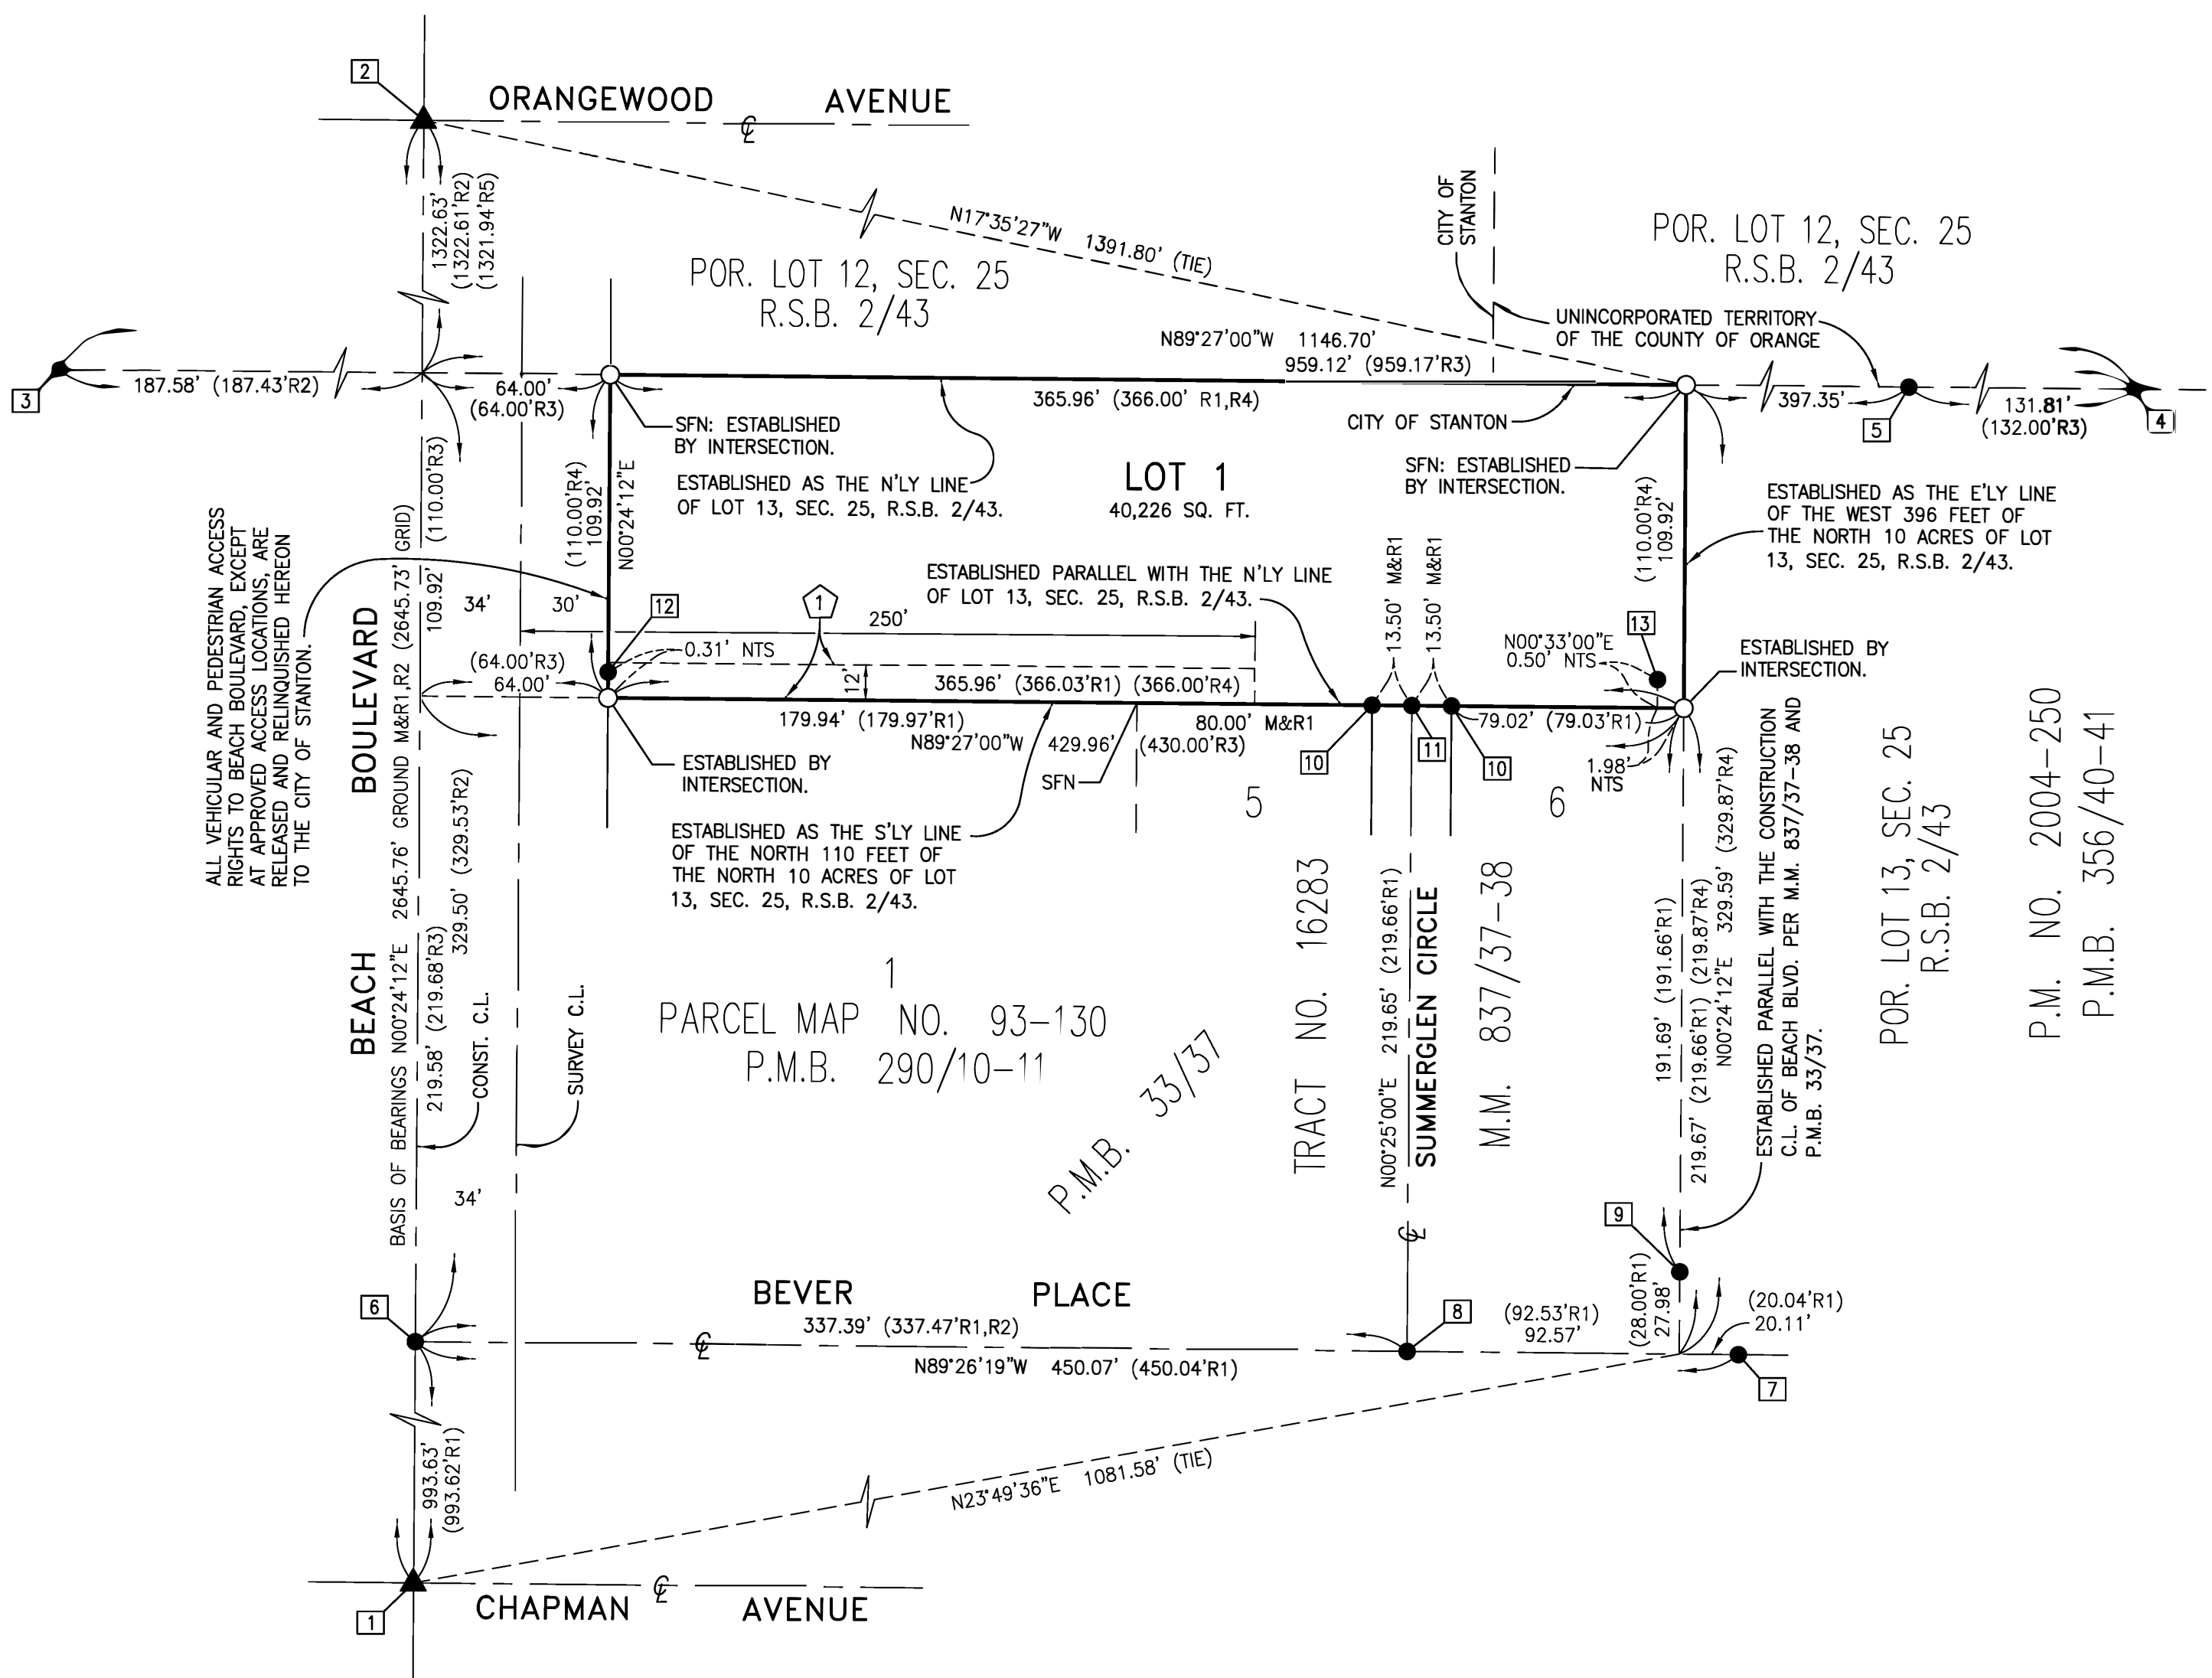 2
ORANGEWOOD AVENUE
℄
1322.63'
(1322.61'R2)
(1321.94'R5)
N17°35'27"W 1391.80' (TIE)
CITY OF
STANTON
POR. LOT 12, SEC. 25
R.S.B. 2/43
POR. LOT 12, SEC. 25
R.S.B. 2/43
UNINCORPORATED TERRITORY
OF THE COUNTY OF ORANGE
N89°27'00"W 1146.70'
959.12' (959.17'R3)
3
187.58' (187.43'R2)
64.00'
(64.00'R3)
365.96' (366.00' R1,R4)
397.35'
5
131.81'
(132.00'R3)
4
SFN: ESTABLISHED
BY INTERSECTION.
CITY OF STANTON
LOT 1
40,226 SQ. FT.
SFN: ESTABLISHED
BY INTERSECTION.
ESTABLISHED AS THE N'LY LINE
OF LOT 13, SEC. 25, R.S.B. 2/43.
(110.00'R4)
109.92'
N00°24'12"E
(110.00'R3)
109.92'
(110.00'R4)
109.92'
ESTABLISHED AS THE E'LY LINE
OF THE WEST 396 FEET OF
THE NORTH 10 ACRES OF LOT
13, SEC. 25, R.S.B. 2/43.
ALL VEHICULAR AND PEDESTRIAN ACCESS
RIGHTS TO BEACH BOULEVARD, EXCEPT
AT APPROVED ACCESS LOCATIONS, ARE
RELEASED AND RELINQUISHED HEREON
TO THE CITY OF STANTON.
34'
30'
12
1
250'
ESTABLISHED PARALLEL WITH THE N'LY LINE
OF LOT 13, SEC. 25, R.S.B. 2/43.
13.50' M&R1
13.50' M&R1
13
N00°33'00"E
0.50' NTS
ESTABLISHED BY
INTERSECTION.
0.31' NTS
12'
(64.00'R3)
64.00'
365.96' (366.03'R1) (366.00'R4)
179.94' (179.97'R1)
80.00' M&R1
79.02' (79.03'R1)
N89°27'00"W 429.96' (430.00'R3)
SFN
10
11
10
1.98'
NTS
ESTABLISHED BY
INTERSECTION.
5
6
ESTABLISHED AS THE S'LY LINE
OF THE NORTH 110 FEET OF
THE NORTH 10 ACRES OF LOT
13, SEC. 25, R.S.B. 2/43.
BEACH BOULEVARD
BASIS OF BEARINGS N00°24'12"E 2645.76' GROUND M&R1,R2 (2645.73' GRID)
219.58' (219.68'R3)
329.50' (329.53'R2)
CONST. C.L.
SURVEY C.L.
1
PARCEL MAP NO. 93-130
P.M.B. 290/10-11
P.M.B. 33/37
TRACT NO. 16283
N00°25'00"E 219.65' (219.66'R1)
SUMMERGLEN CIRCLE
℄
M.M. 837/37-38
191.69' (191.66'R1)
219.67' (219.66'R1) (219.87'R4)
N00°24'12"E 329.59' (329.87'R4)
ESTABLISHED PARALLEL WITH THE CONSTRUCTION
C.L. OF BEACH BLVD. PER M.M. 837/37-38 AND
P.M.B. 33/37.
POR. LOT 13, SEC. 25
R.S.B. 2/43
P.M. NO. 2004-250
P.M.B. 356/40-41
34'
9
6
BEVER PLACE
337.39' (337.47'R1,R2)
℄
N89°26'19"W 450.07' (450.04'R1)
8
(92.53'R1)
92.57'
(28.00'R1)
27.98'
(20.04'R1)
20.11'
7
993.63'
(993.62'R1)
N23°49'36"E 1081.58' (TIE)
1
CHAPMAN AVENUE
℄